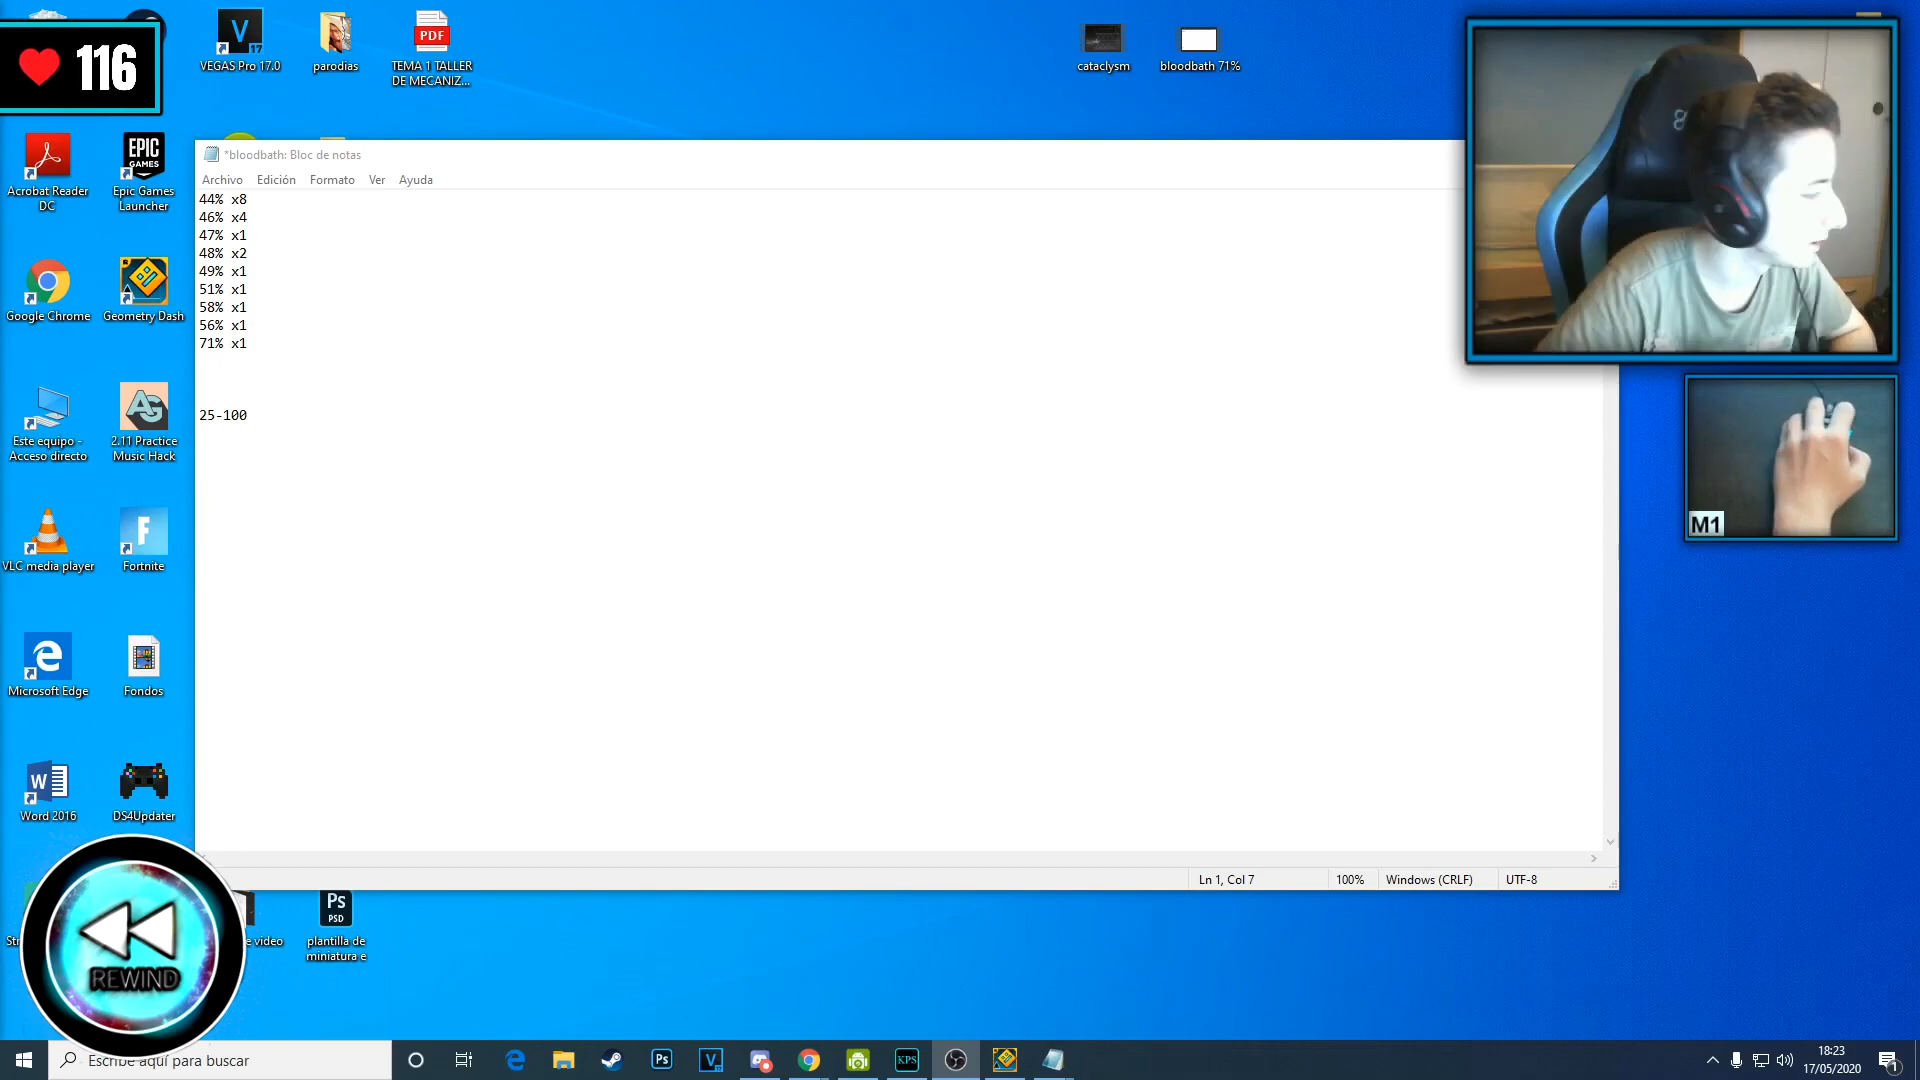 116
VEGAS Pro 17.0
parodias
PDF
TEMA 1 TALLER
DE MECANIZ...
cataclysm
bloodbath 71%
Acrobat Reader
DC
EPIC
GAMES
Epic Games
Launcher
*bloodbath: Bloc de notas
Archivo Edición Formato Ver Ayuda
44% x8
46% x4
47% x1
48% x2
49% x1
51% x1
58% x1
56% x1
71% x1
25-100
Google Chrome
Geometry Dash
Este equipo -
Acceso directo
2.11 Practice
Music Hack
M1
VLC media player
Fortnite
Microsoft Edge
Fondos
Word 2016
DS4Updater
Ln 1, Col 7
100%
Windows (CRLF)
UTF-8
REWIND
e video
Ps
PSD
plantilla de
miniatura e
Escribe aquí para buscar
Ps
V
KPS
18:23
17/05/2020
1